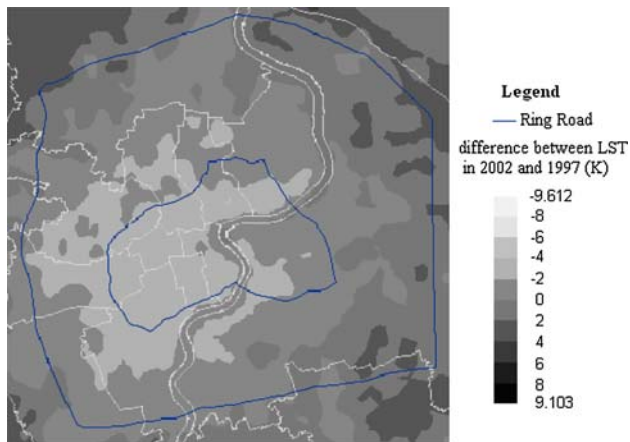 Legend
Ring Road
difference between LST
in 2002 and 1997 (K)
-9.612
-8
-6
-4
-2
0
2
4
6
8
9.103